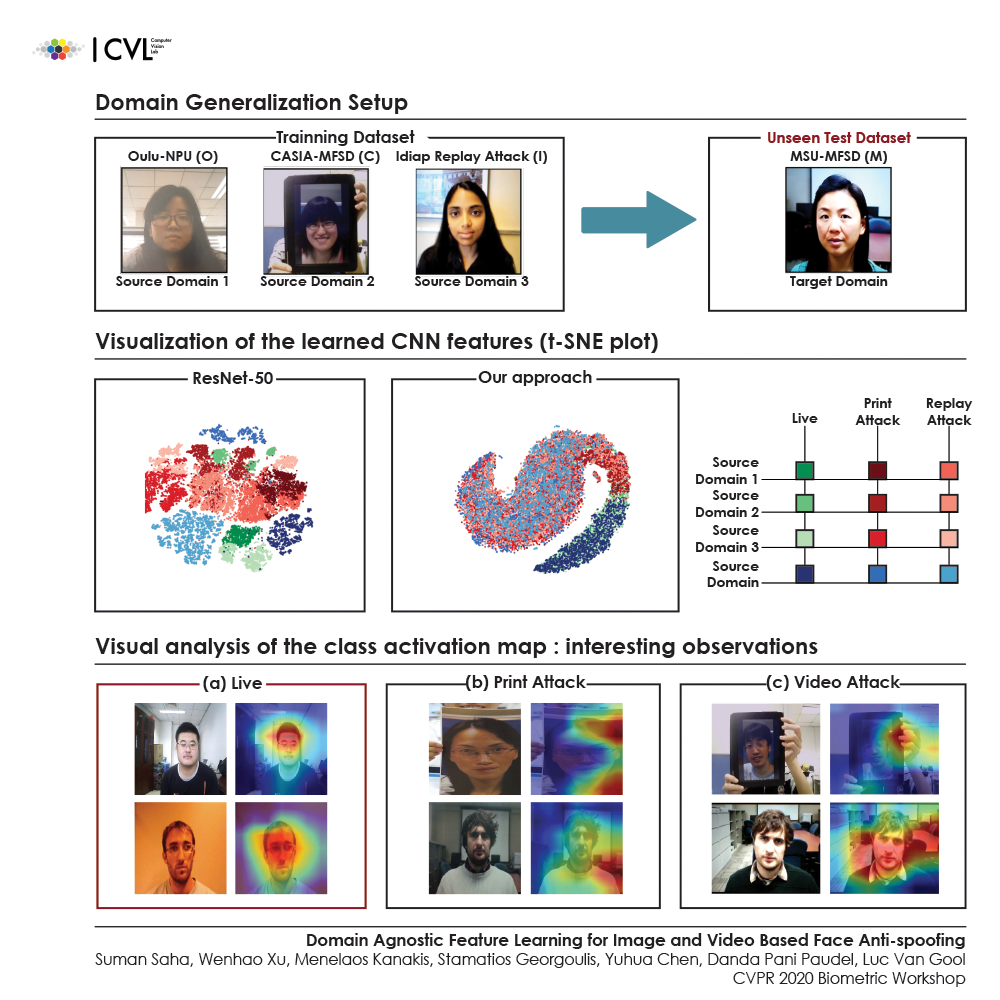 CVL Computer Vision Lab
Domain Generalization Setup
Trainning Dataset
Oulu-NPU (O)
CASIA-MFSD (C)
Idiap Replay Attack (I)
Source Domain 1
Source Domain 2
Source Domain 3
Unseen Test Dataset
MSU-MFSD (M)
Target Domain
Visualization of the learned CNN features (t-SNE plot)
ResNet-50
Our approach
Live
Print
Attack
Replay
Attack
Source
Domain 1
Source
Domain 2
Source
Domain 3
Source
Domain
Visual analysis of the class activation map : interesting observations
(a) Live
(b) Print Attack
(c) Video Attack
Domain Agnostic Feature Learning for Image and Video Based Face Anti-spoofing
Suman Saha, Wenhao Xu, Menelaos Kanakis, Stamatios Georgoulis, Yuhua Chen, Danda Pani Paudel, Luc Van Gool
CVPR 2020 Biometric Workshop